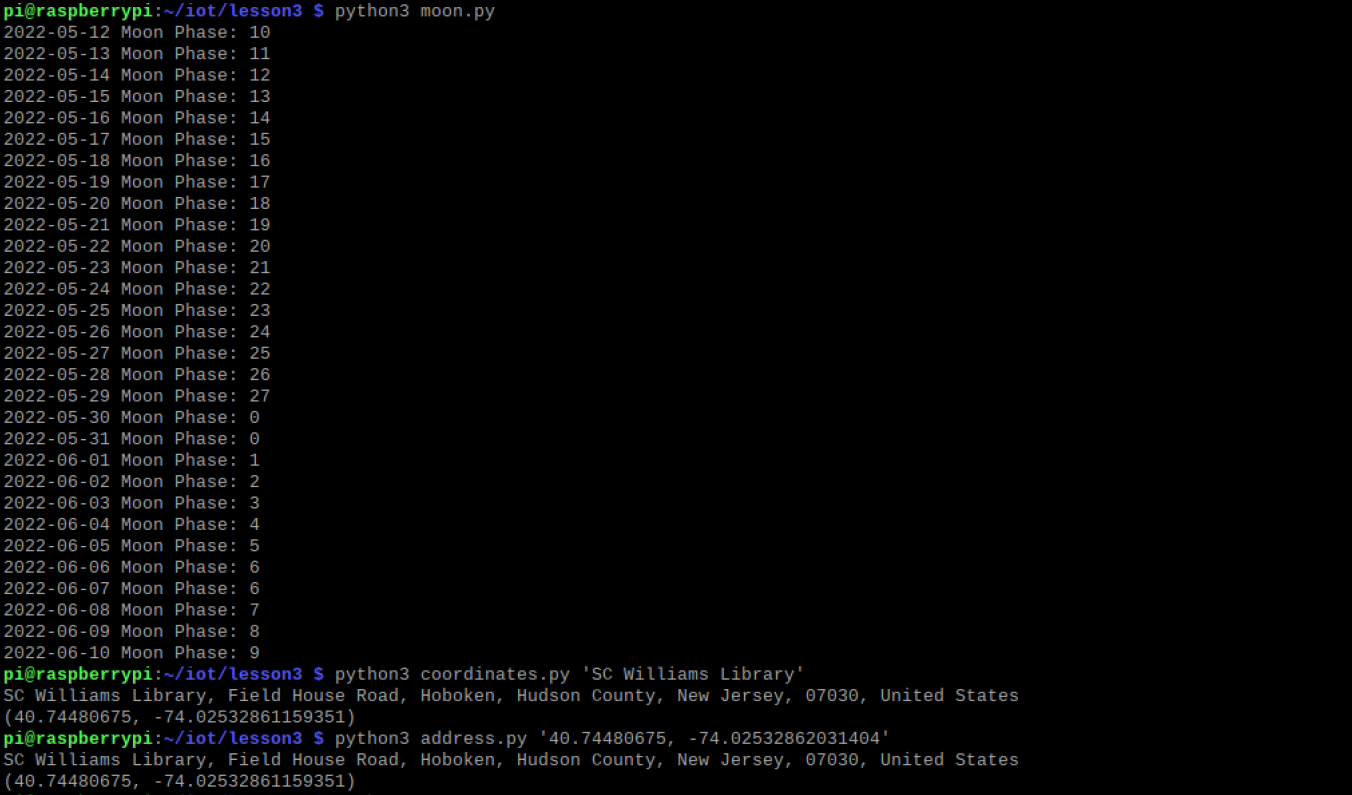 pi@raspberrypi:~/iot/lesson3 $ python3 moon.py
2022-05-12 Moon Phase: 10
2022-05-13 Moon Phase: 11
2022-05-14 Moon Phase: 12
2022-05-15 Moon Phase: 13
2022-05-16 Moon Phase: 14
2022-05-17 Moon Phase: 15
2022-05-18 Moon Phase: 16
2022-05-19 Moon Phase: 17
2022-05-20 Moon Phase: 18
2022-05-21 Moon Phase: 19
2022-05-22 Moon Phase: 20
2022-05-23 Moon Phase: 21
2022-05-24 Moon Phase: 22
2022-05-25 Moon Phase: 23
2022-05-26 Moon Phase: 24
2022-05-27 Moon Phase: 25
2022-05-28 Moon Phase: 26
2022-05-29 Moon Phase: 27
2022-05-30 Moon Phase: 0
2022-05-31 Moon Phase: 0
2022-06-01 Moon Phase: 1
2022-06-02 Moon Phase: 2
2022-06-03 Moon Phase: 3
2022-06-04 Moon Phase: 4
2022-06-05 Moon Phase: 5
2022-06-06 Moon Phase: 6
2022-06-07 Moon Phase: 6
2022-06-08 Moon Phase: 7
2022-06-09 Moon Phase: 8
2022-06-10 Moon Phase: 9
pi@raspberrypi:~/iot/lesson3 $ python3 coordinates.py 'SC Williams Library'
SC Williams Library, Field House Road, Hoboken, Hudson County, New Jersey, 07030, United States
(40.74480675, -74.02532861159351)
pi@raspberrypi:~/iot/lesson3 $ python3 address.py '40.74480675, -74.02532862031404'
SC Williams Library, Field House Road, Hoboken, Hudson County, New Jersey, 07030, United States
(40.74480675, -74.02532861159351)